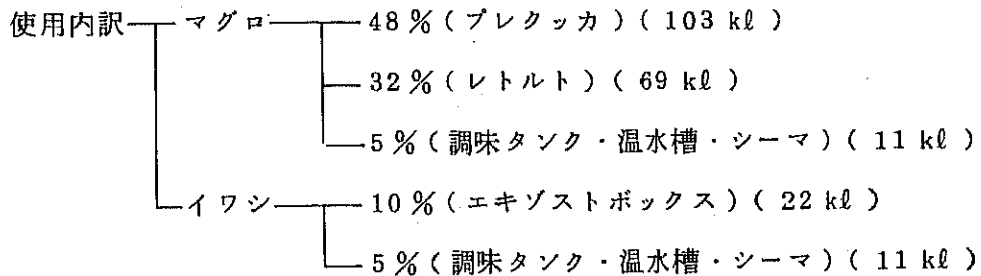 使用内訳 マグロ 48%(プレクッカ)(103 kℓ)
32%(レトルト)(69 kℓ)
5%(調味タンク・温水槽・シーマ)(11 kℓ)
イワシ 10%(エキゾストボックス)(22 kℓ)
5%(調味タンク・温水槽・シーマ)(11 kℓ)